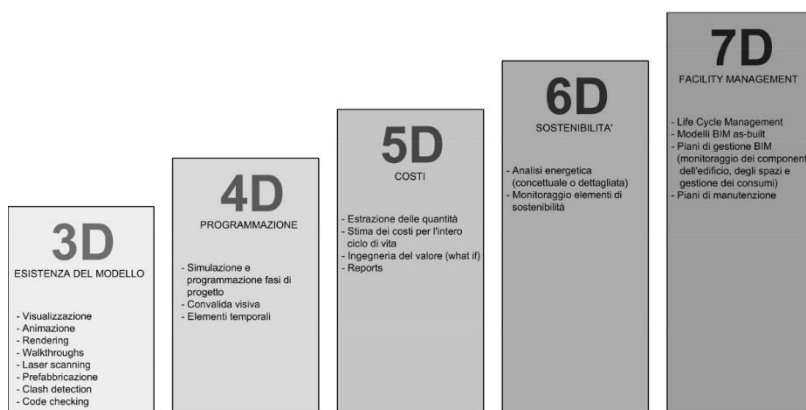 3D
ESISTENZA DEL MODELLO
- Visualizzazione
- Animazione
- Rendering
- Walkthroughs
- Laser scanning
- Prefabbricazione
- Clash detection
- Code checking
4D
PROGRAMMAZIONE
- Simulazione e
programmazione fasi di
progetto
- Convalida visiva
- Elementi temporali
5D
COSTI
- Estrazione delle quantità
- Stima dei costi per l'intero
ciclo di vita
- Ingegneria del valore (what if)
- Reports
6D
SOSTENIBILITA'
- Analisi energetica
(concettuale o dettagliata)
- Monitoraggio elementi di
sostenibilità
7D
FACILITY MANAGEMENT
- Life Cycle Management
- Modelli BIM as-built
- Piani di gestione BIM
(monitoraggio dei component
dell'edificio, degli spazi e
gestione dei consumi)
- Piani di manutenzione